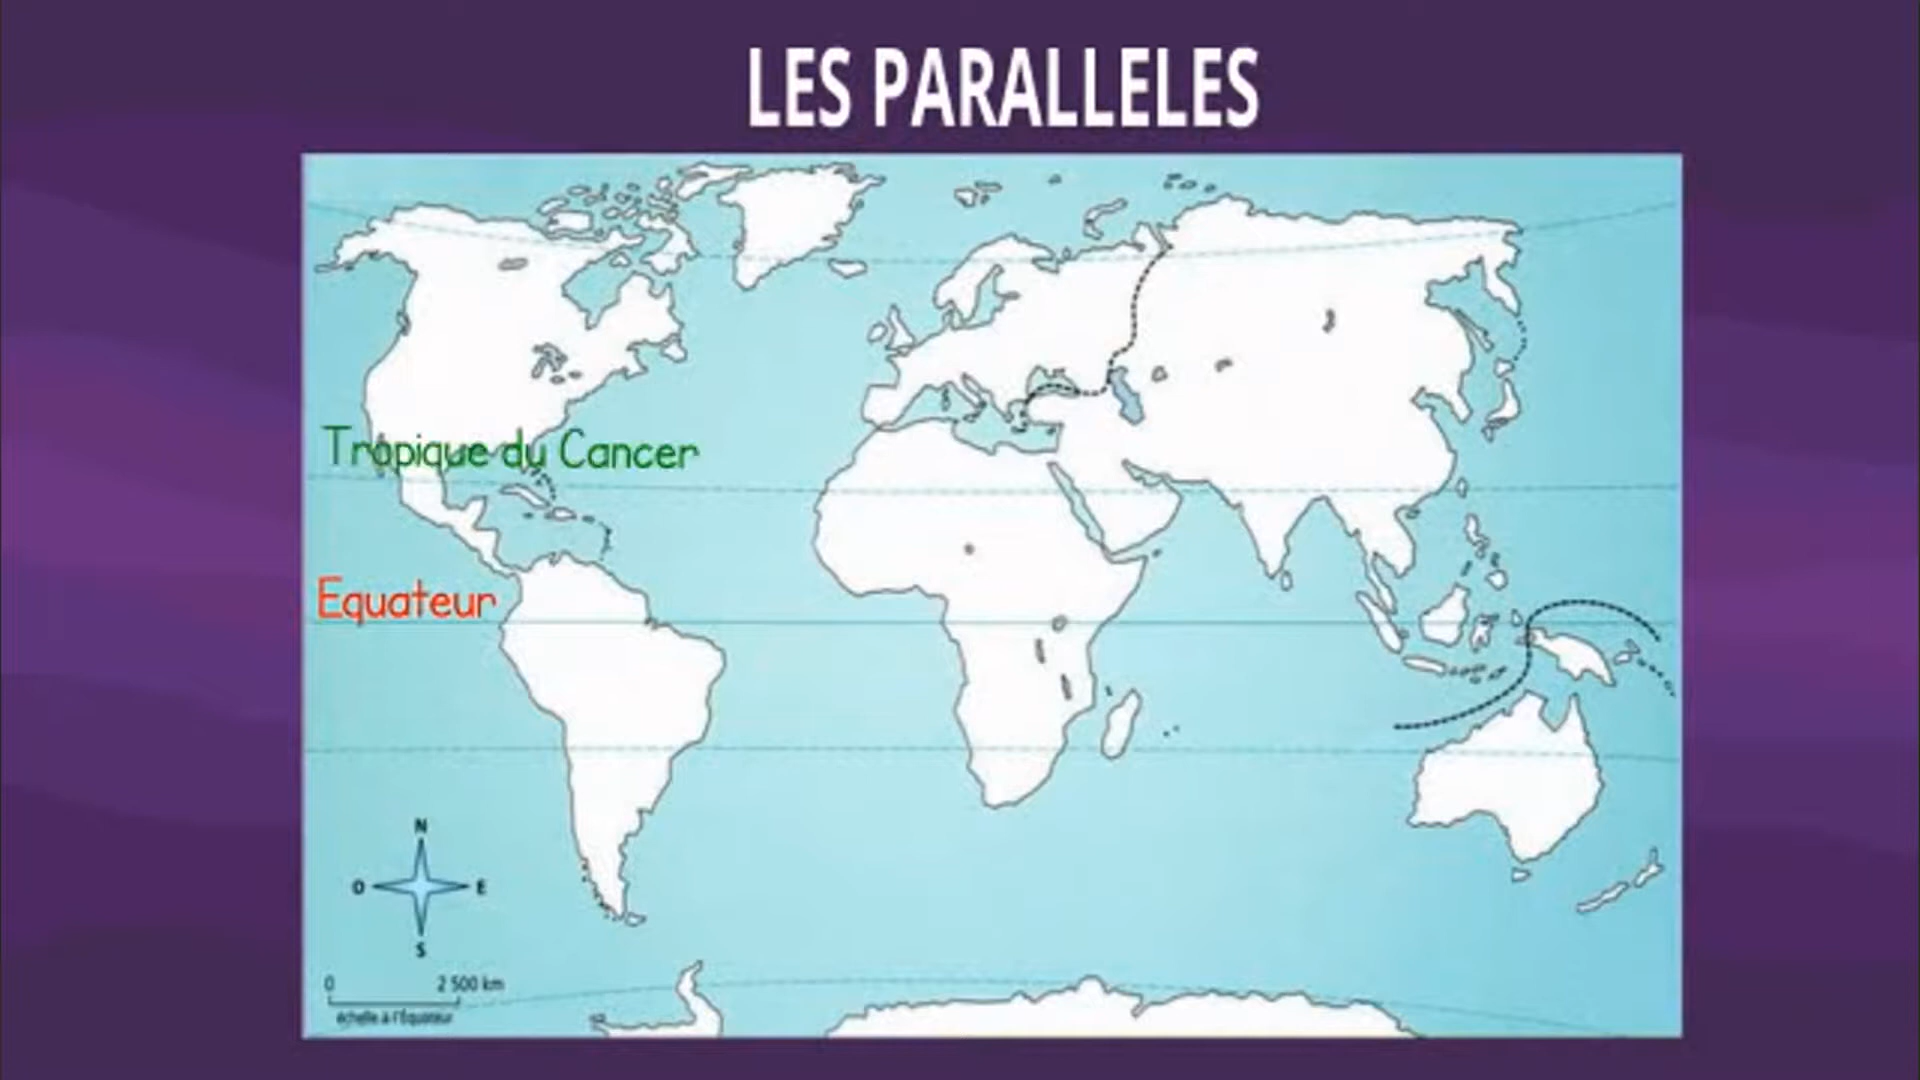 LES PARALLELES
Tropique du Cancer
Equateur
N
O E
S
0 2 500 km
échelle à l'Équateur